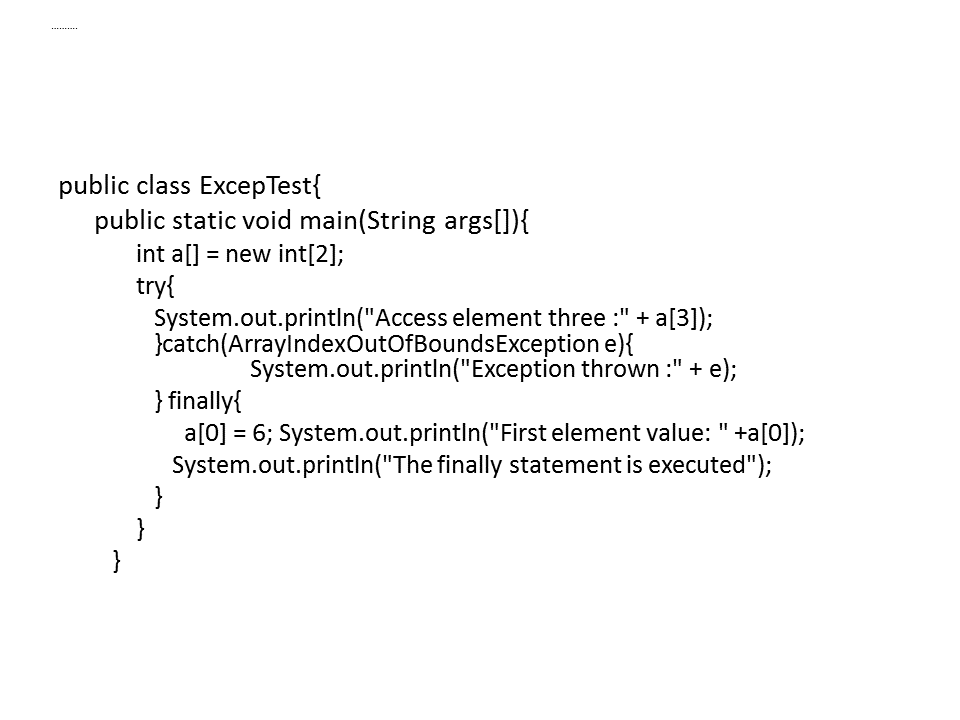 ..........
public class ExcepTest{
public static void main(String args[]){
int a[] = new int[2];
try{
System.out.println("Access element three :" + a[3]);
}catch(ArrayIndexOutOfBoundsException e){
System.out.println("Exception thrown :" + e);
} finally{
a[0] = 6; System.out.println("First element value: " +a[0]);
System.out.println("The finally statement is executed");
}
}
}